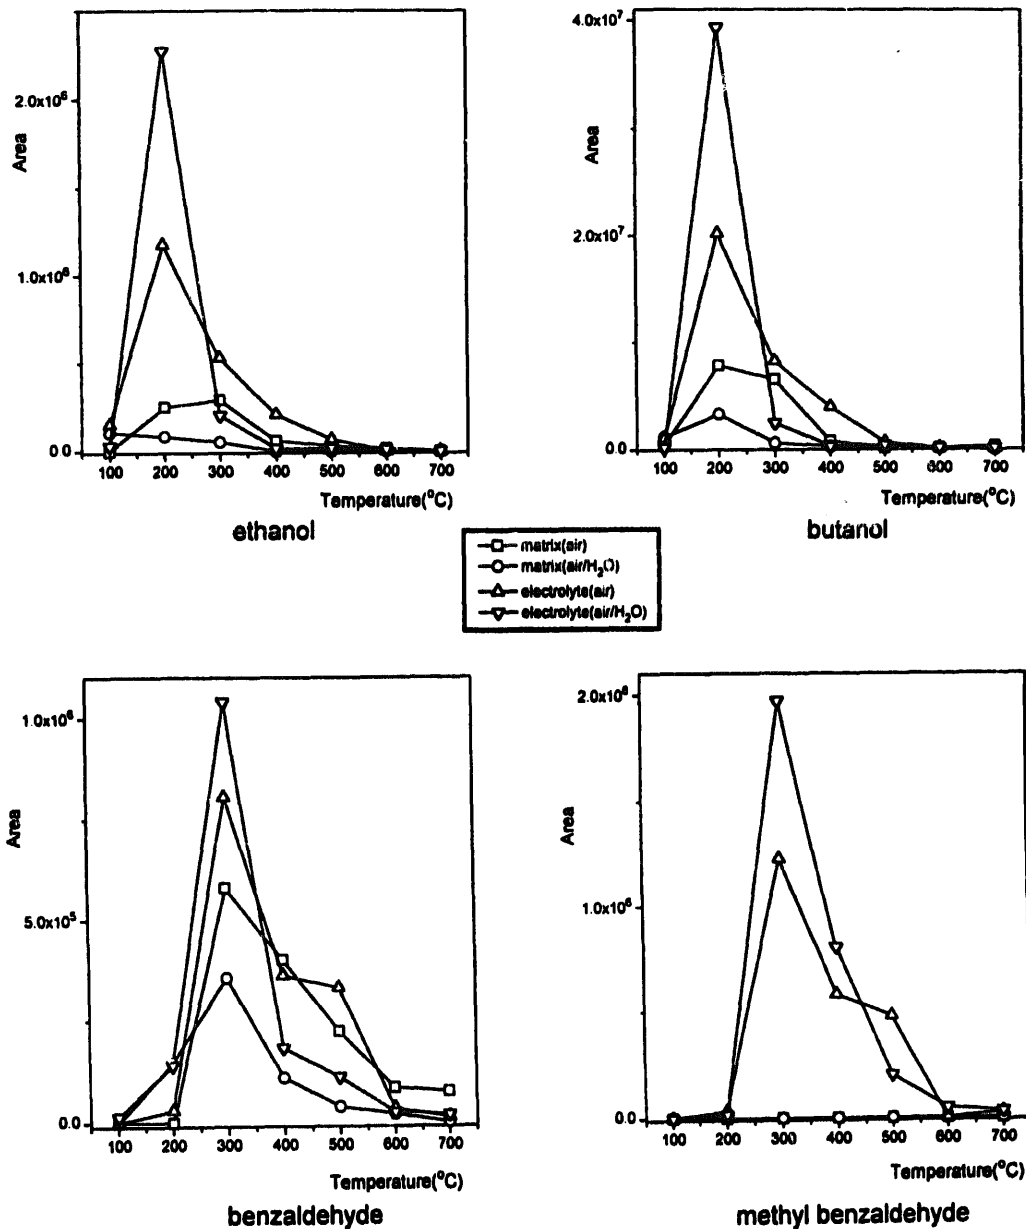 2.0x10⁶
1.0x10⁶
0.0
Area
100 200 300 400 500 600 700
Temperature(°C)
ethanol
4.0x10⁷
2.0x10⁷
0.0
Area
100 200 300 400 500 600 700
Temperature(°C)
butanol
matrix(air)
matrix(air/H₂O)
electrolyte(air)
electrolyte(air/H₂O)
1.0x10⁶
5.0x10⁵
0.0
Area
100 200 300 400 500 600 700
Temperature(°C)
benzaldehyde
2.0x10⁶
1.0x10⁶
0.0
Area
100 200 300 400 500 600 700
Temperature(°C)
methyl benzaldehyde